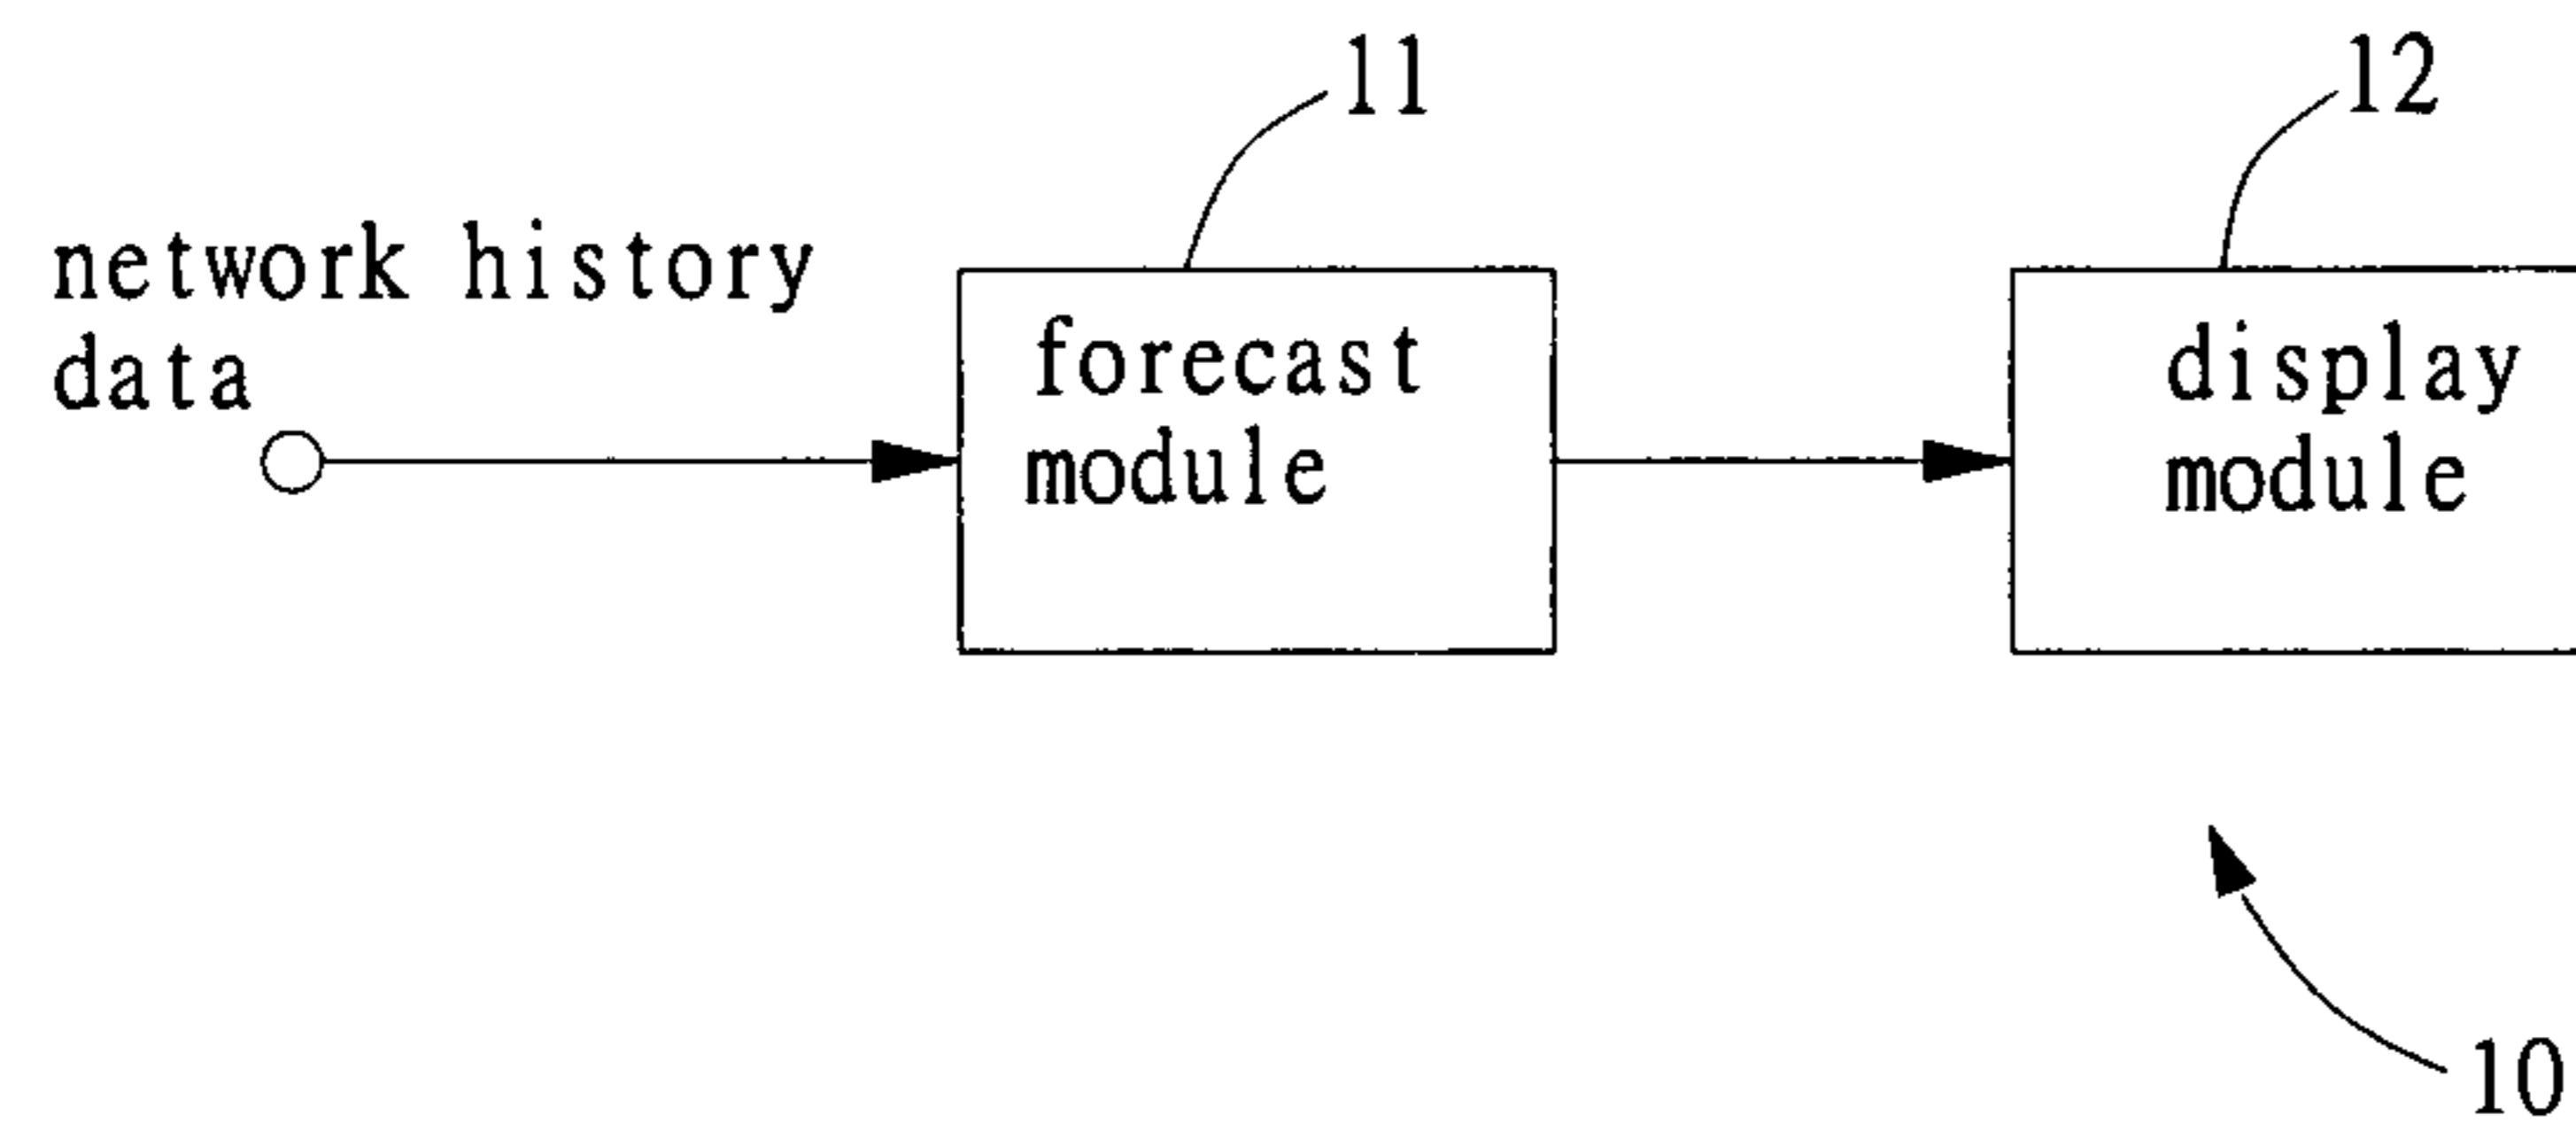 11
12
network history
data
forecast
module
display
module
10